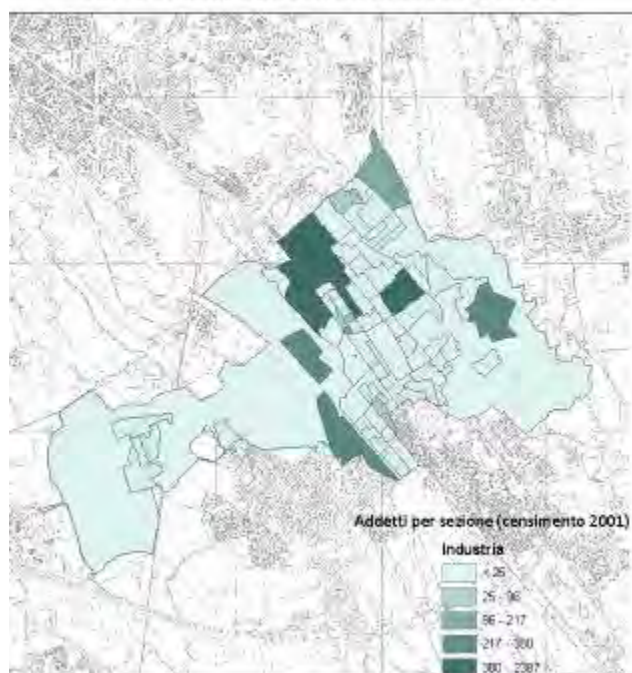 Addetti per sezione (censimento 2001)
Industria
< 25
25 - 96
96 - 217
217 - 380
380 - 2387